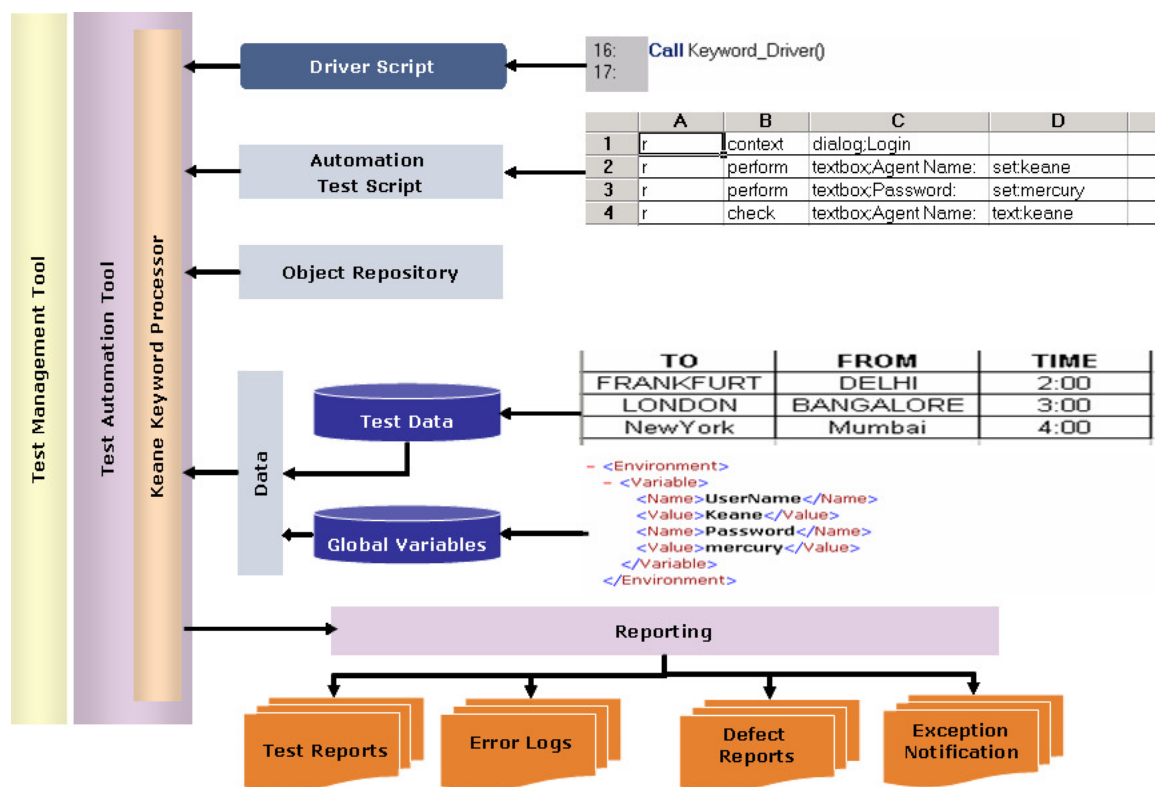 Test Management Tool
Test Automation Tool
Keane Keyword Processor
Driver Script
16: Call Keyword_Driver()
17:
Automation
Test Script
A B C D
1 r context dialog;Login
2 r perform textbox;Agent Name: set:keane
3 r perform textbox;Password: set:mercury
4 r check textbox;Agent Name: text:keane
Object Repository
Data
Test Data
TO FROM TIME
FRANKFURT DELHI 2:00
LONDON BANGALORE 3:00
NewYork Mumbai 4:00
Global Variables
- <Environment>
- <Variable>
<Name>UserName</Name>
<Value>Keane</Value>
<Name>Password</Name>
<Value>mercury</Value>
</Variable>
</Environment>
Reporting
Test Reports
Error Logs
Defect
Reports
Exception
Notification